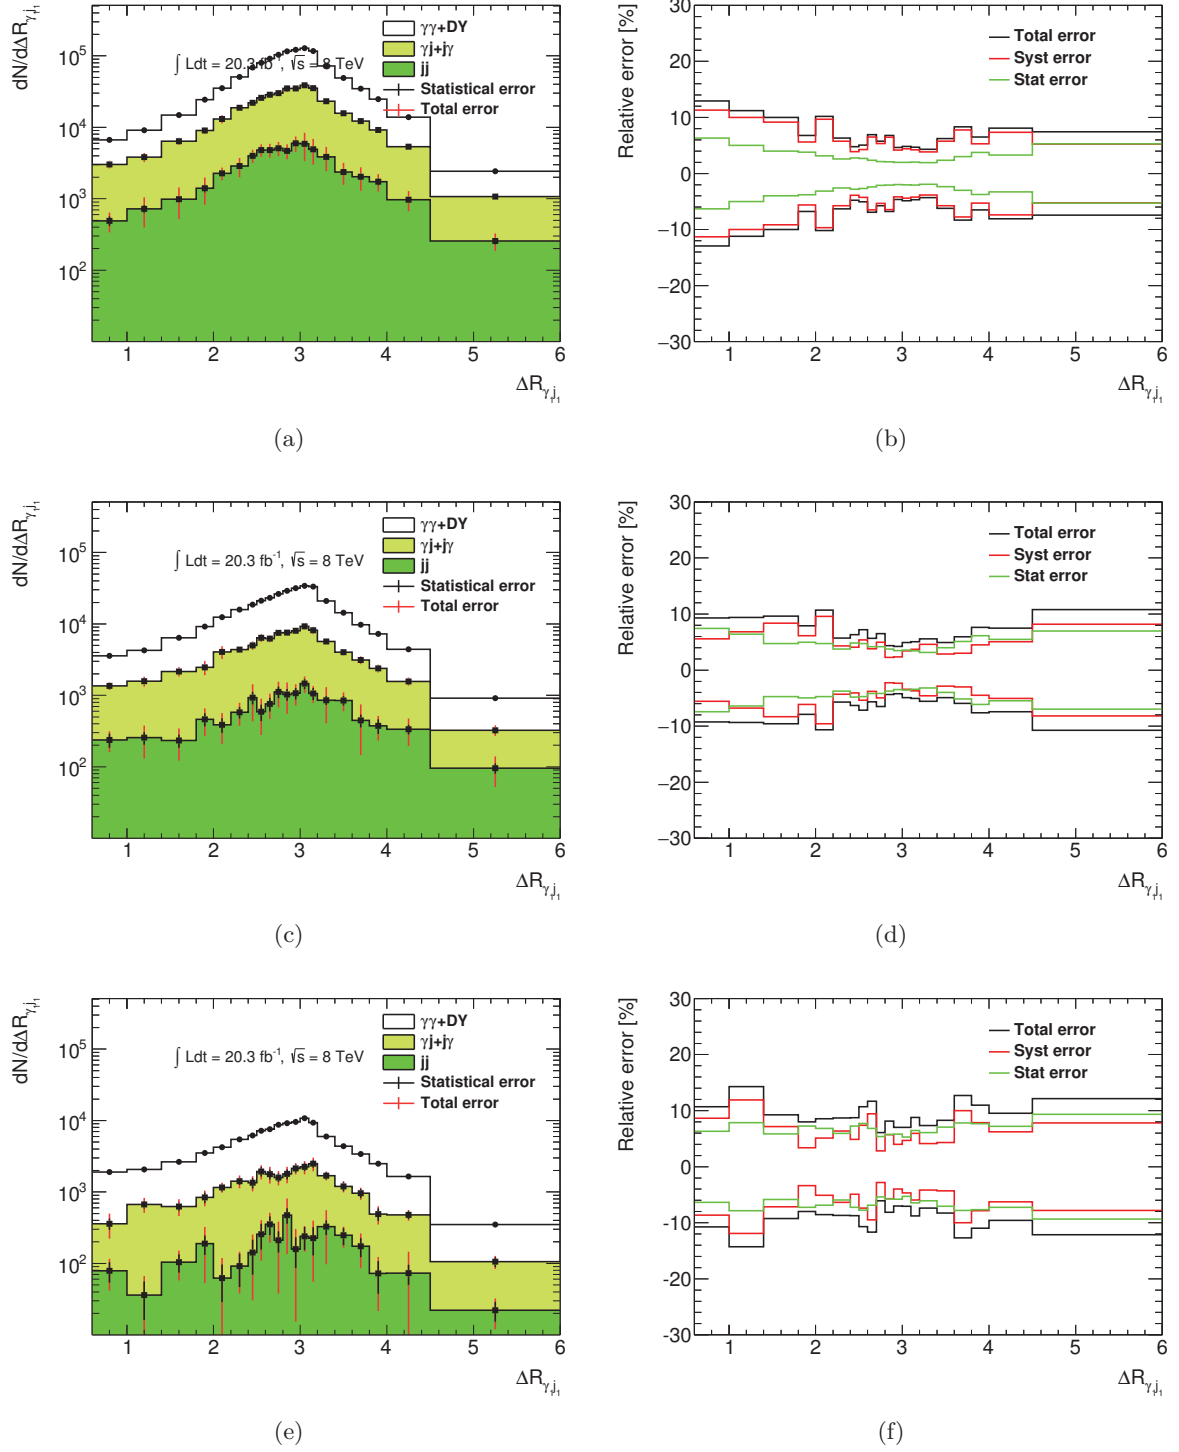 dN/dΔR_γ₁j₁
10⁵
10⁴
10³
10²
∫ Ldt = 20.3 fb⁻¹, √s = 8 TeV
γγ+DY
γj+jγ
jj
Statistical error
Total error
1 2 3 4 5 6
ΔR_γ₁j₁
(a)
Relative error [%]
30
20
10
0
−10
−20
−30
Total error
Syst error
Stat error
1 2 3 4 5 6
ΔR_γ₁j₁
(b)
dN/dΔR_γ₁j₁
10⁵
10⁴
10³
10²
∫ Ldt = 20.3 fb⁻¹, √s = 8 TeV
γγ+DY
γj+jγ
jj
Statistical error
Total error
1 2 3 4 5 6
ΔR_γ₁j₁
(c)
Relative error [%]
30
20
10
0
−10
−20
−30
Total error
Syst error
Stat error
1 2 3 4 5 6
ΔR_γ₁j₁
(d)
dN/dΔR_γ₁j₁
10⁵
10⁴
10³
10²
∫ Ldt = 20.3 fb⁻¹, √s = 8 TeV
γγ+DY
γj+jγ
jj
Statistical error
Total error
1 2 3 4 5 6
ΔR_γ₁j₁
(e)
Relative error [%]
30
20
10
0
−10
−20
−30
Total error
Syst error
Stat error
1 2 3 4 5 6
ΔR_γ₁j₁
(f)